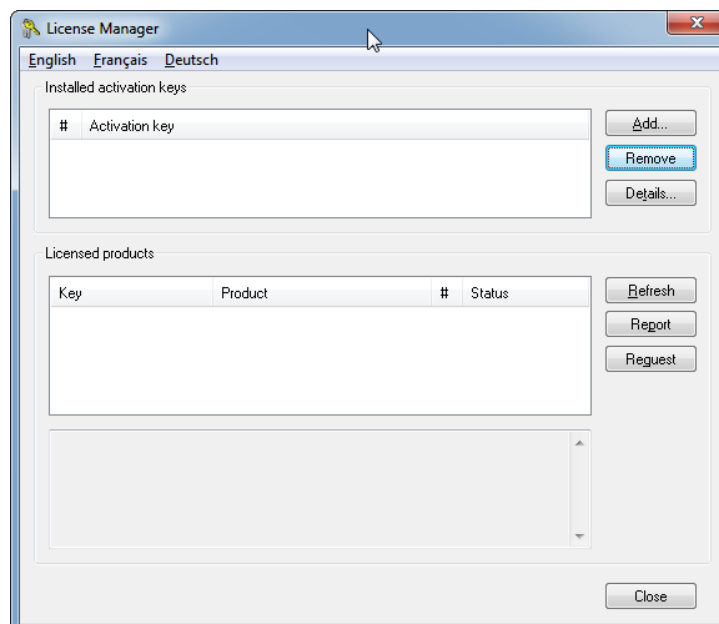 License Manager
English Français Deutsch
Installed activation keys
# Activation key
Add...
Remove
Details...
Licensed products
Key Product # Status
Refresh
Report
Reguest
Close